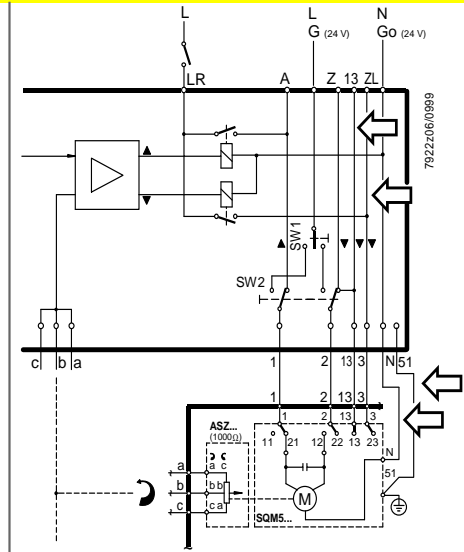 L L N
G (24 V) Go (24 V)
LR A Z 13 ZL
7922z06/0999
SW1
SW2
c b a 1 2 13 3 N 51
1 2 13 3
ASZ...
(1000Ω)
1 2 13 3
11 21 12 22 13 23
a a c N
b b b 51
c c a M
SQM5...